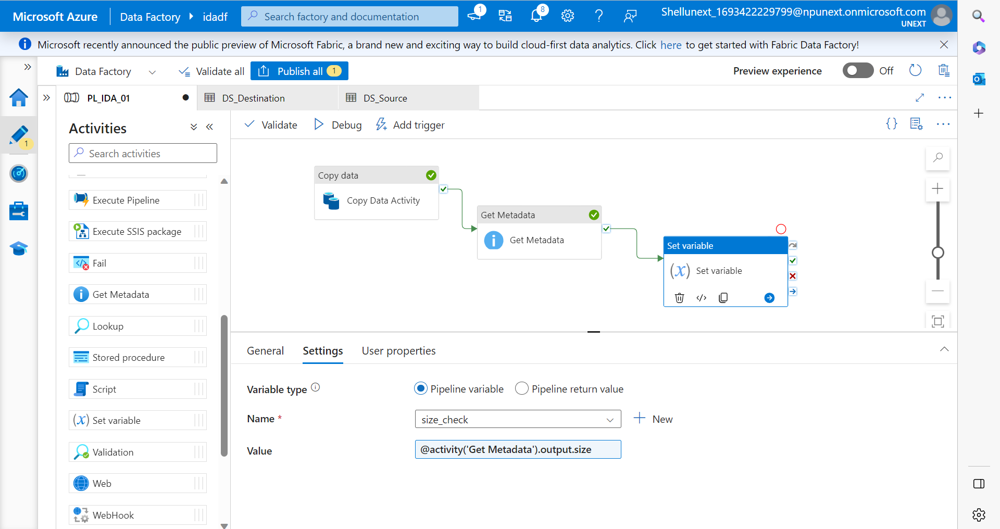 Microsoft Azure
Data Factory
idadf
Search factory and documentation
1
8
Shellunext_1693422229799@npunext.onmicrosoft.com
UNEXT
Microsoft recently announced the public preview of Microsoft Fabric, a brand new and exciting way to build cloud-first data analytics. Click here to get started with Fabric Data Factory!
Data Factory
Validate all
Publish all 1
Preview experience
Off
PL_IDA_01
DS_Destination
DS_Source
1
Activities
Search activities
Execute Pipeline
Execute SSIS package
Fail
Get Metadata
Lookup
Stored procedure
Script
Set variable
Validation
Web
WebHook
Validate
Debug
Add trigger
Copy data
Copy Data Activity
Get Metadata
Get Metadata
Set variable
(x) Set variable
General
Settings
User properties
Variable type
Pipeline variable
Pipeline return value
Name *
size_check
New
Value
@activity('Get Metadata').output.size